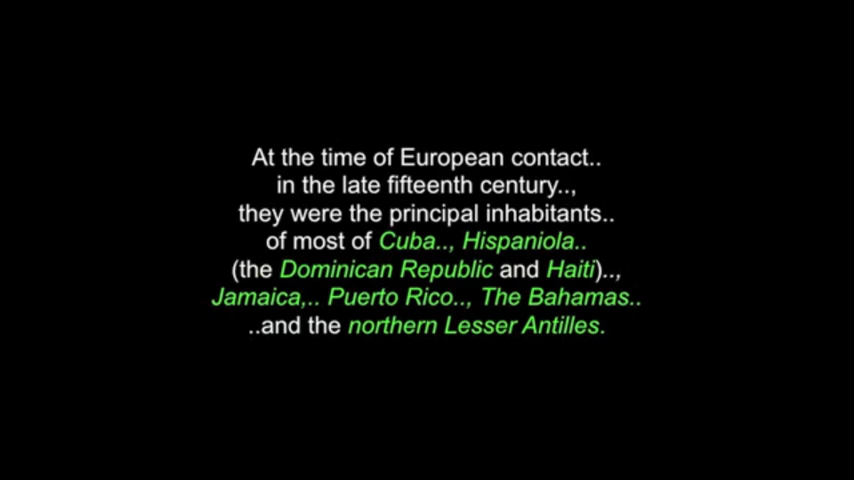 At the time of European contact..
in the late fifteenth century..,
they were the principal inhabitants..
of most of Cuba.., Hispaniola..
(the Dominican Republic and Haiti)..,
Jamaica,.. Puerto Rico.., The Bahamas..
..and the northern Lesser Antilles.